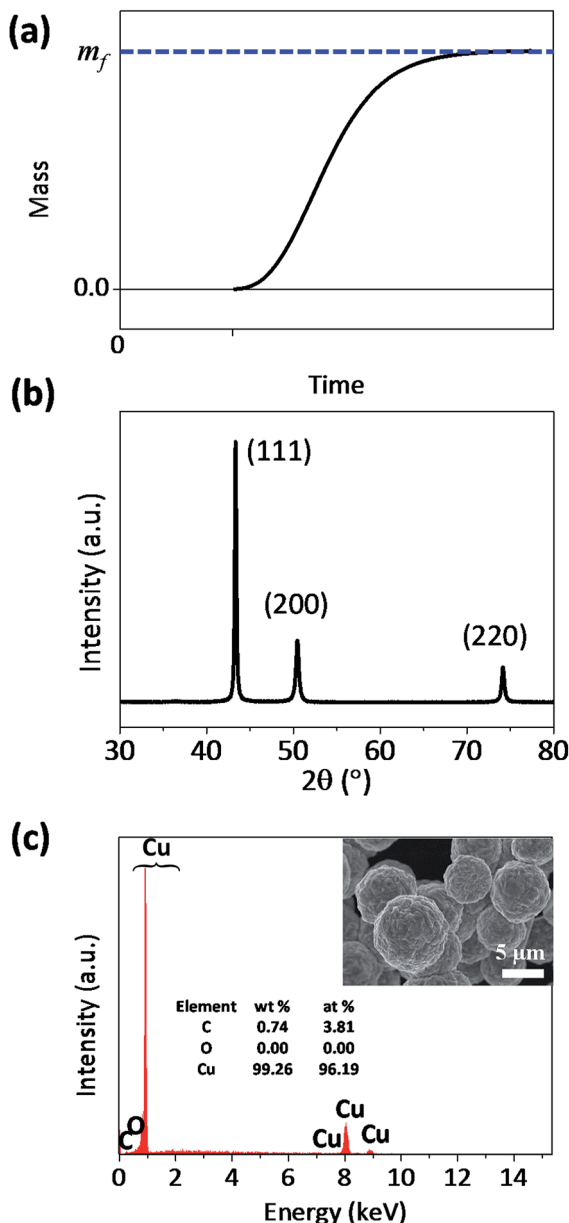 (a)
m_f
Mass
0.0
0
Time
(b)
Intensity (a.u.)
(111)
(200)
(220)
30 40 50 60 70 80
2θ (°)
(c)
Intensity (a.u.)
Cu
5 µm
Element wt % at %
C 0.74 3.81
O 0.00 0.00
Cu 99.26 96.19
C O Cu Cu Cu
0 2 4 6 8 10 12 14
Energy (keV)